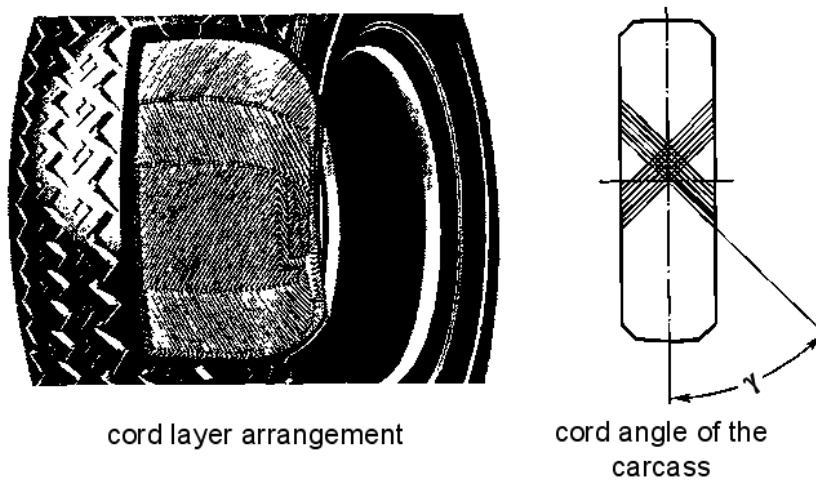 γ
cord layer arrangement
cord angle of the
carcass